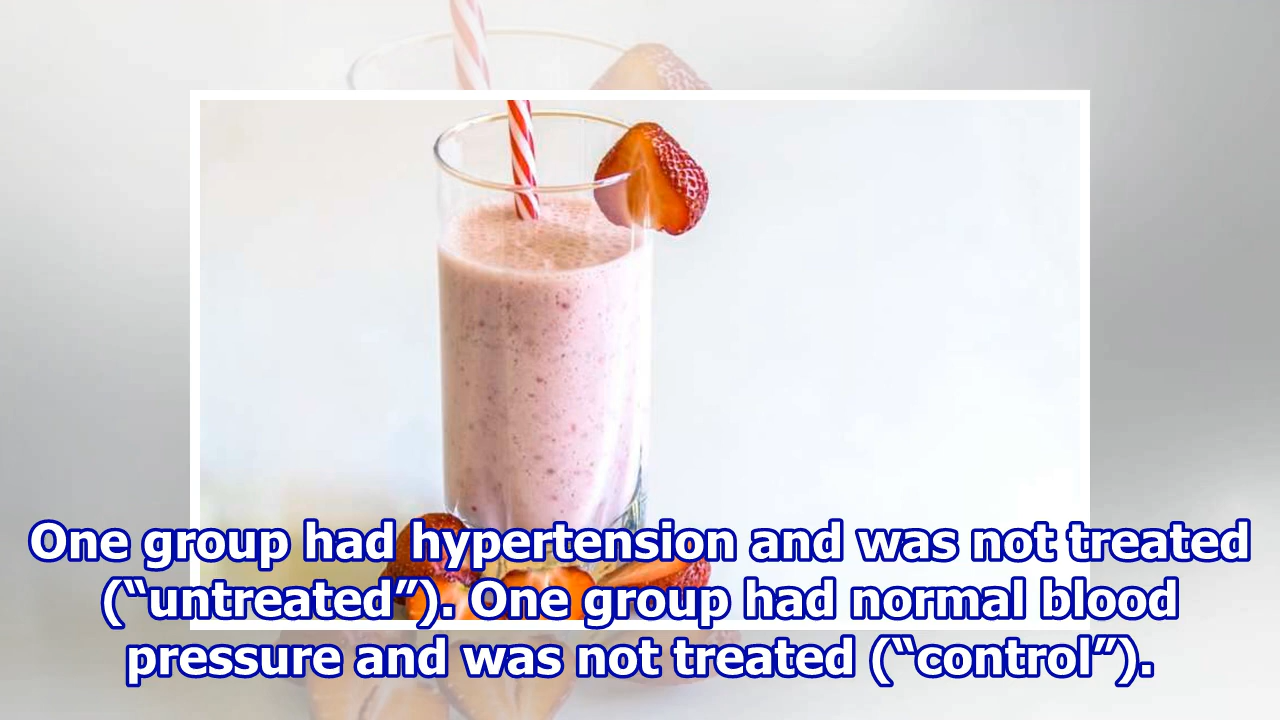 One group had hypertension and was not treated
(“untreated”). One group had normal blood
pressure and was not treated (“control”).